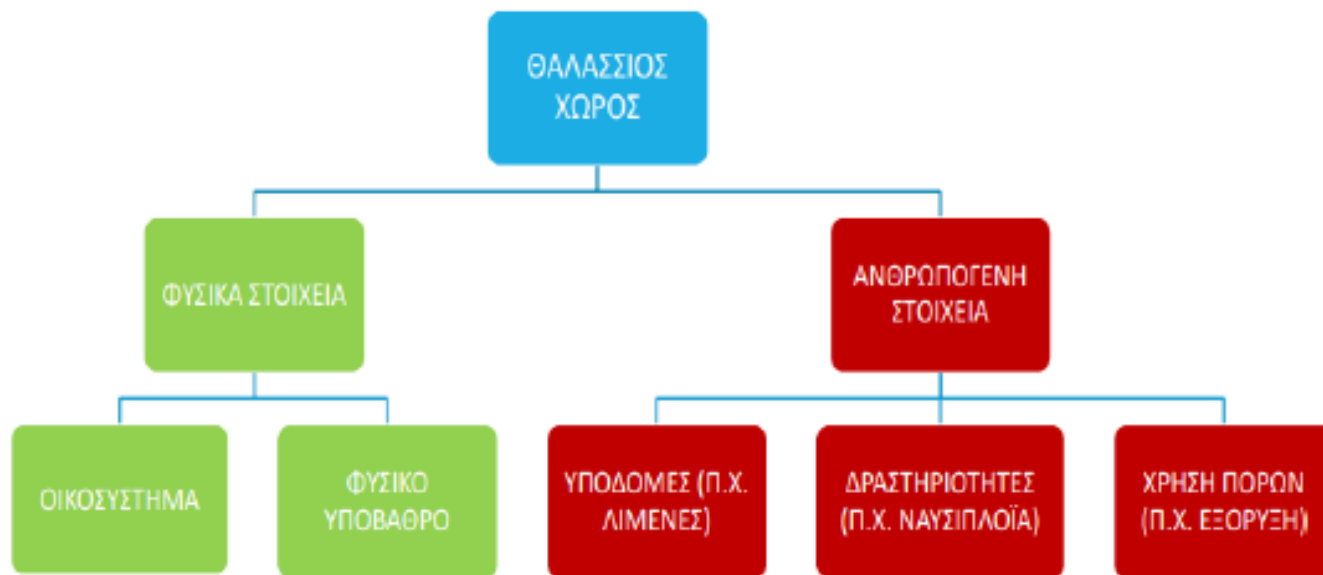 ΘΑΛΑΣΣΙΟΣ
ΧΩΡΟΣ
ΦΥΣΙΚΑ ΣΤΟΙΧΕΙΑ
ΑΝΘΡΩΠΟΓΕΝΗ
ΣΤΟΙΧΕΙΑ
ΟΙΚΟΣΥΣΤΗΜΑ
ΦΥΣΙΚΟ
ΥΠΟΒΑΘΡΟ
ΥΠΟΔΟΜΕΣ (Π.Χ.
ΛΙΜΕΝΕΣ)
ΔΡΑΣΤΗΡΙΟΤΗΤΕΣ
(Π.Χ. ΝΑΥΣΙΠΛΟΪΑ)
ΧΡΗΣΗ ΠΟΡΩΝ
(Π.Χ. ΕΞΟΡΥΞΗ)